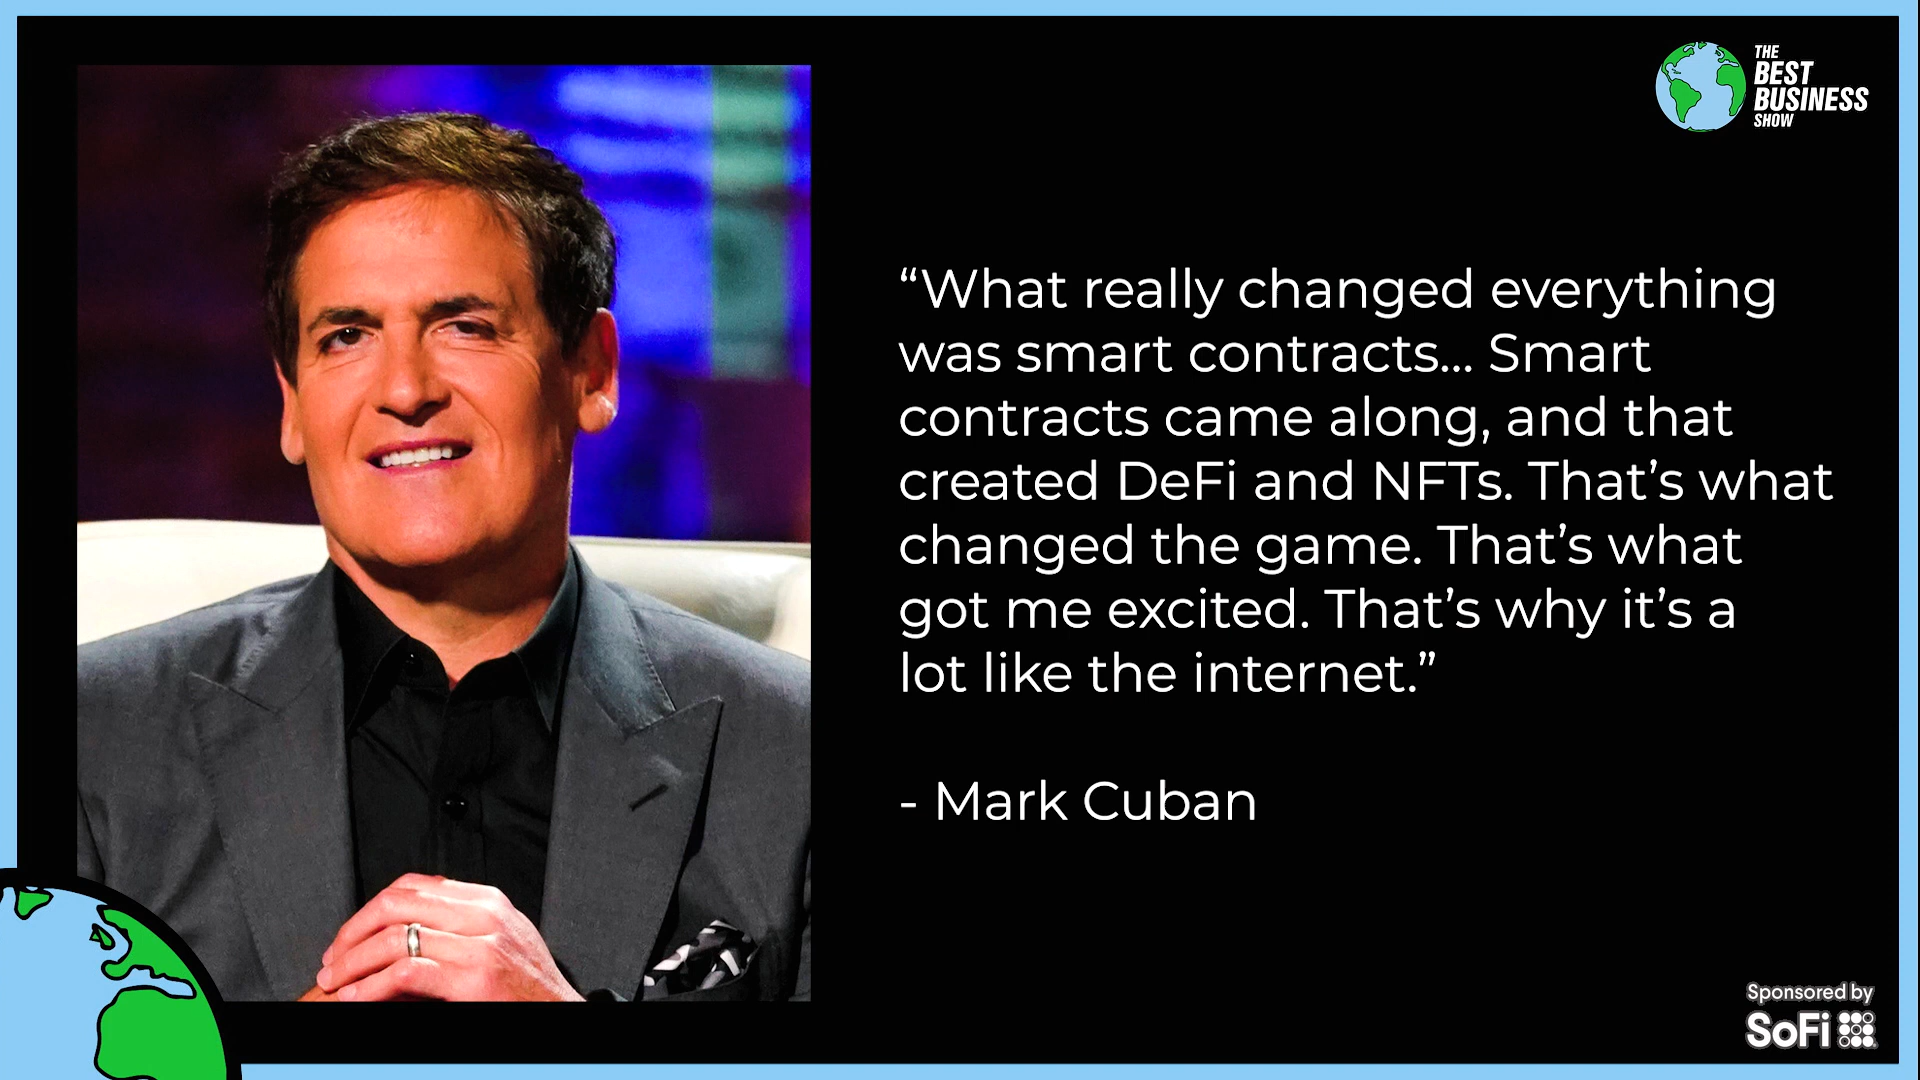 THE
BEST
BUSINESS
SHOW
“What really changed everything
was smart contracts... Smart
contracts came along, and that
created DeFi and NFTs. That’s what
changed the game. That’s what
got me excited. That’s why it’s a
lot like the internet.”
- Mark Cuban
Sponsored by
SoFi